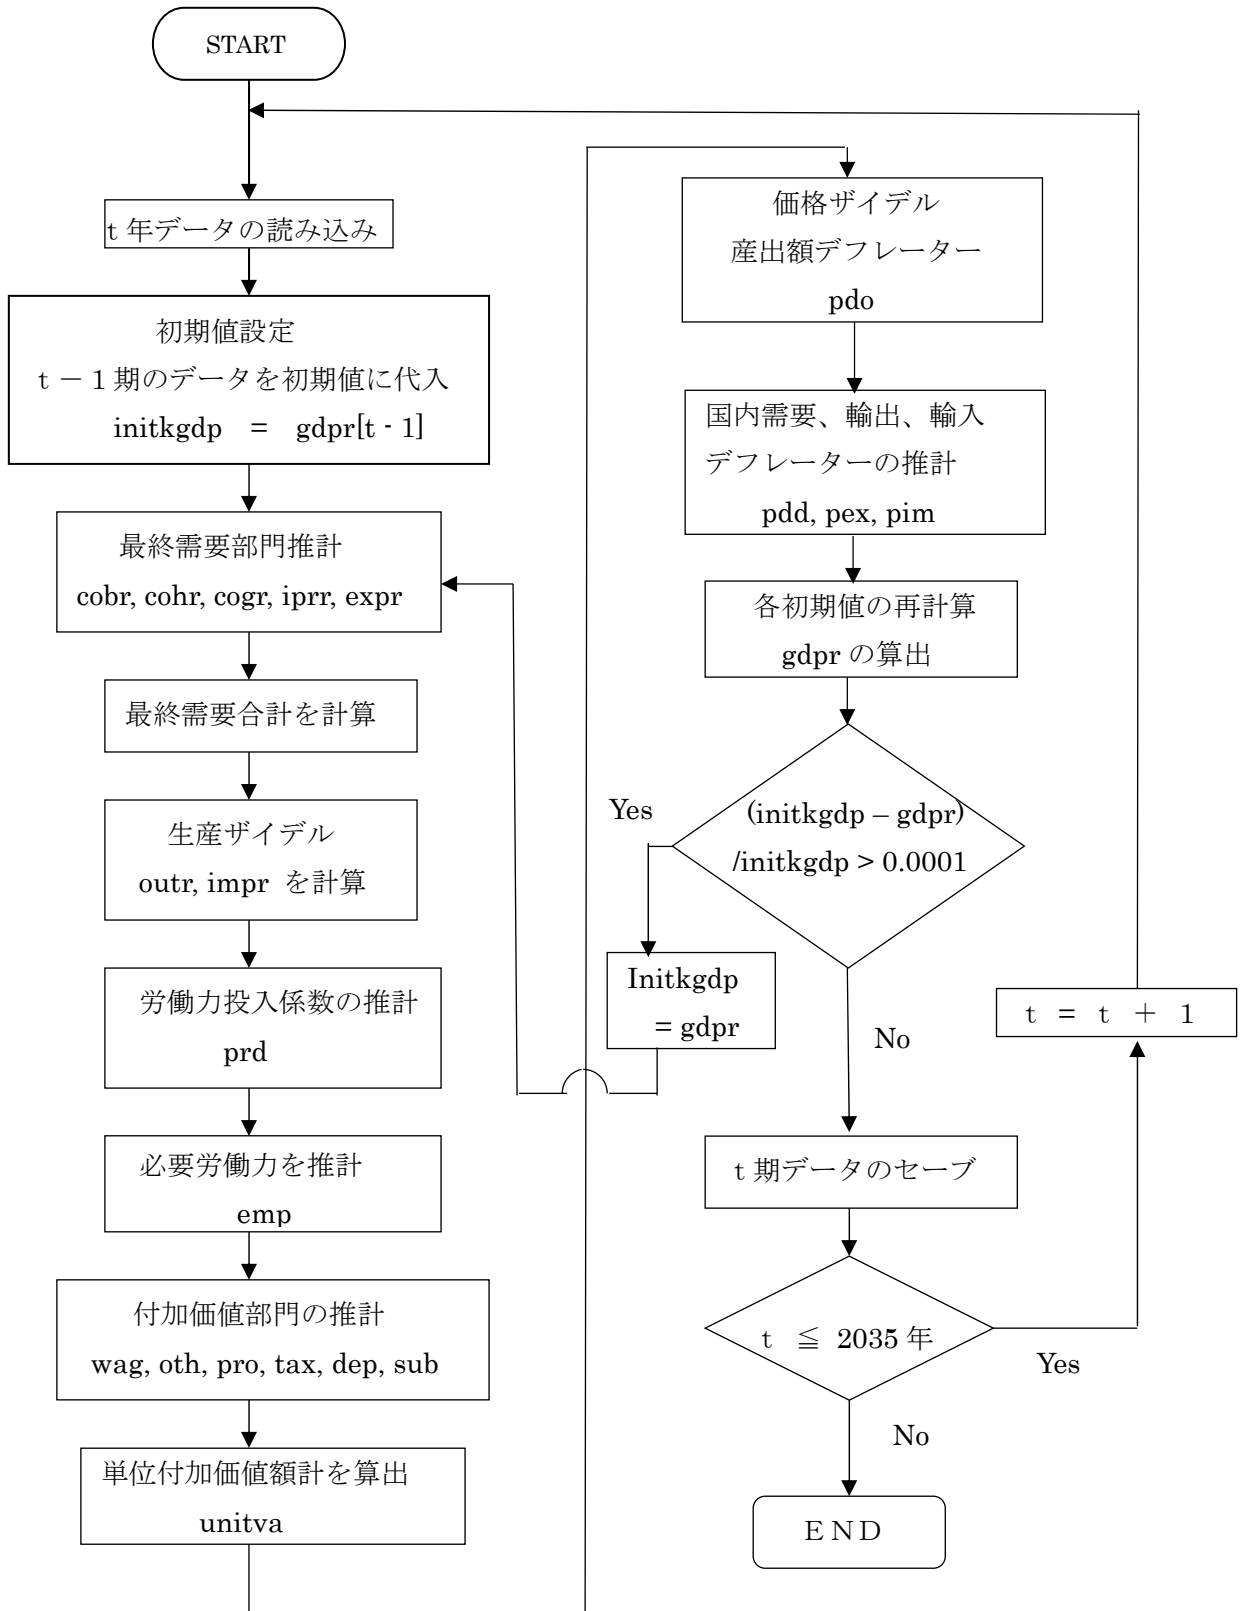 START
t 年データの読み込み
初期値設定
t － 1 期のデータを初期値に代入
initkgdp = gdpr[t - 1]
最終需要部門推計
cobr, cohr, cogr, iprr, expr
最終需要合計を計算
生産ザイデル
outr, impr を計算
労働力投入係数の推計
prd
必要労働力を推計
emp
付加価値部門の推計
wag, oth, pro, tax, dep, sub
単位付加価値額計を算出
unitva
価格ザイデル
産出額デフレーター
pdo
国内需要、輸出、輸入
デフレーターの推計
pdd, pex, pim
各初期値の再計算
gdpr の算出
(initkgdp – gdpr)
/initkgdp > 0.0001
Yes
Initkgdp
= gdpr
No
t = t ＋ 1
t 期データのセーブ
t ≦ 2035 年
Yes
No
ＥＮＤ